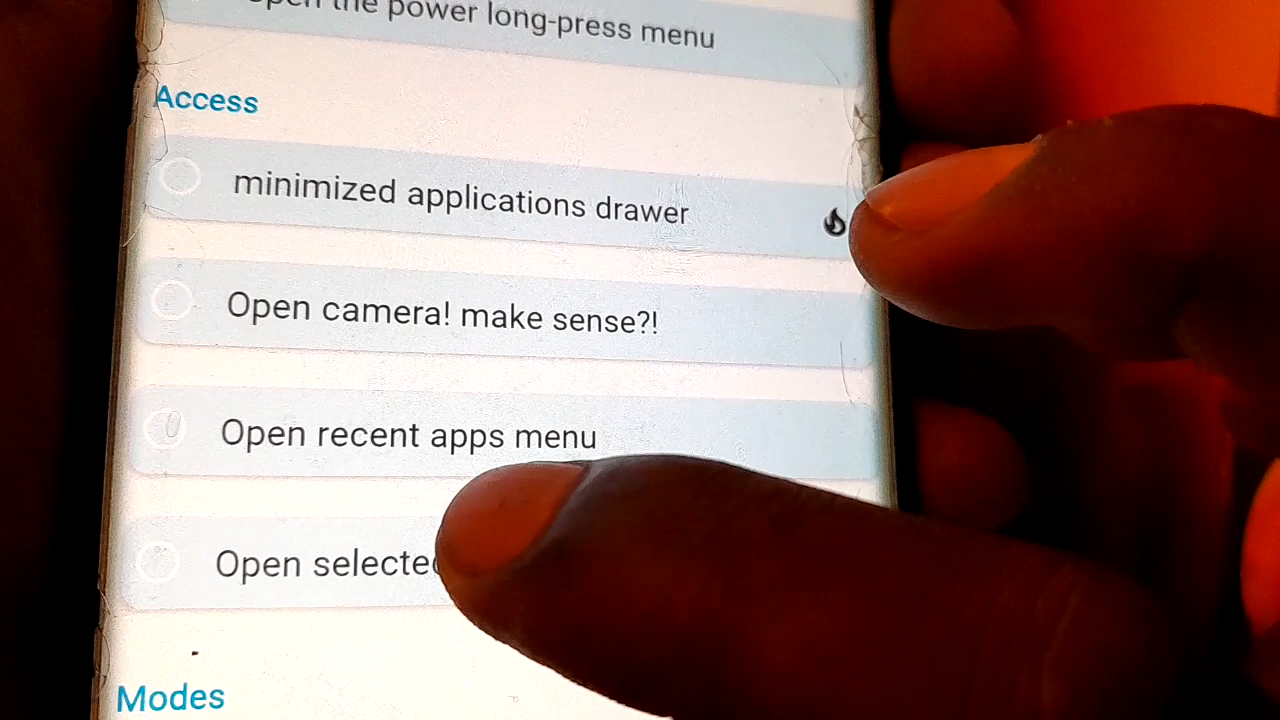 Open the power long-press menu
Access
minimized applications drawer
Open camera! make sense?!
Open recent apps menu
Open
Modes